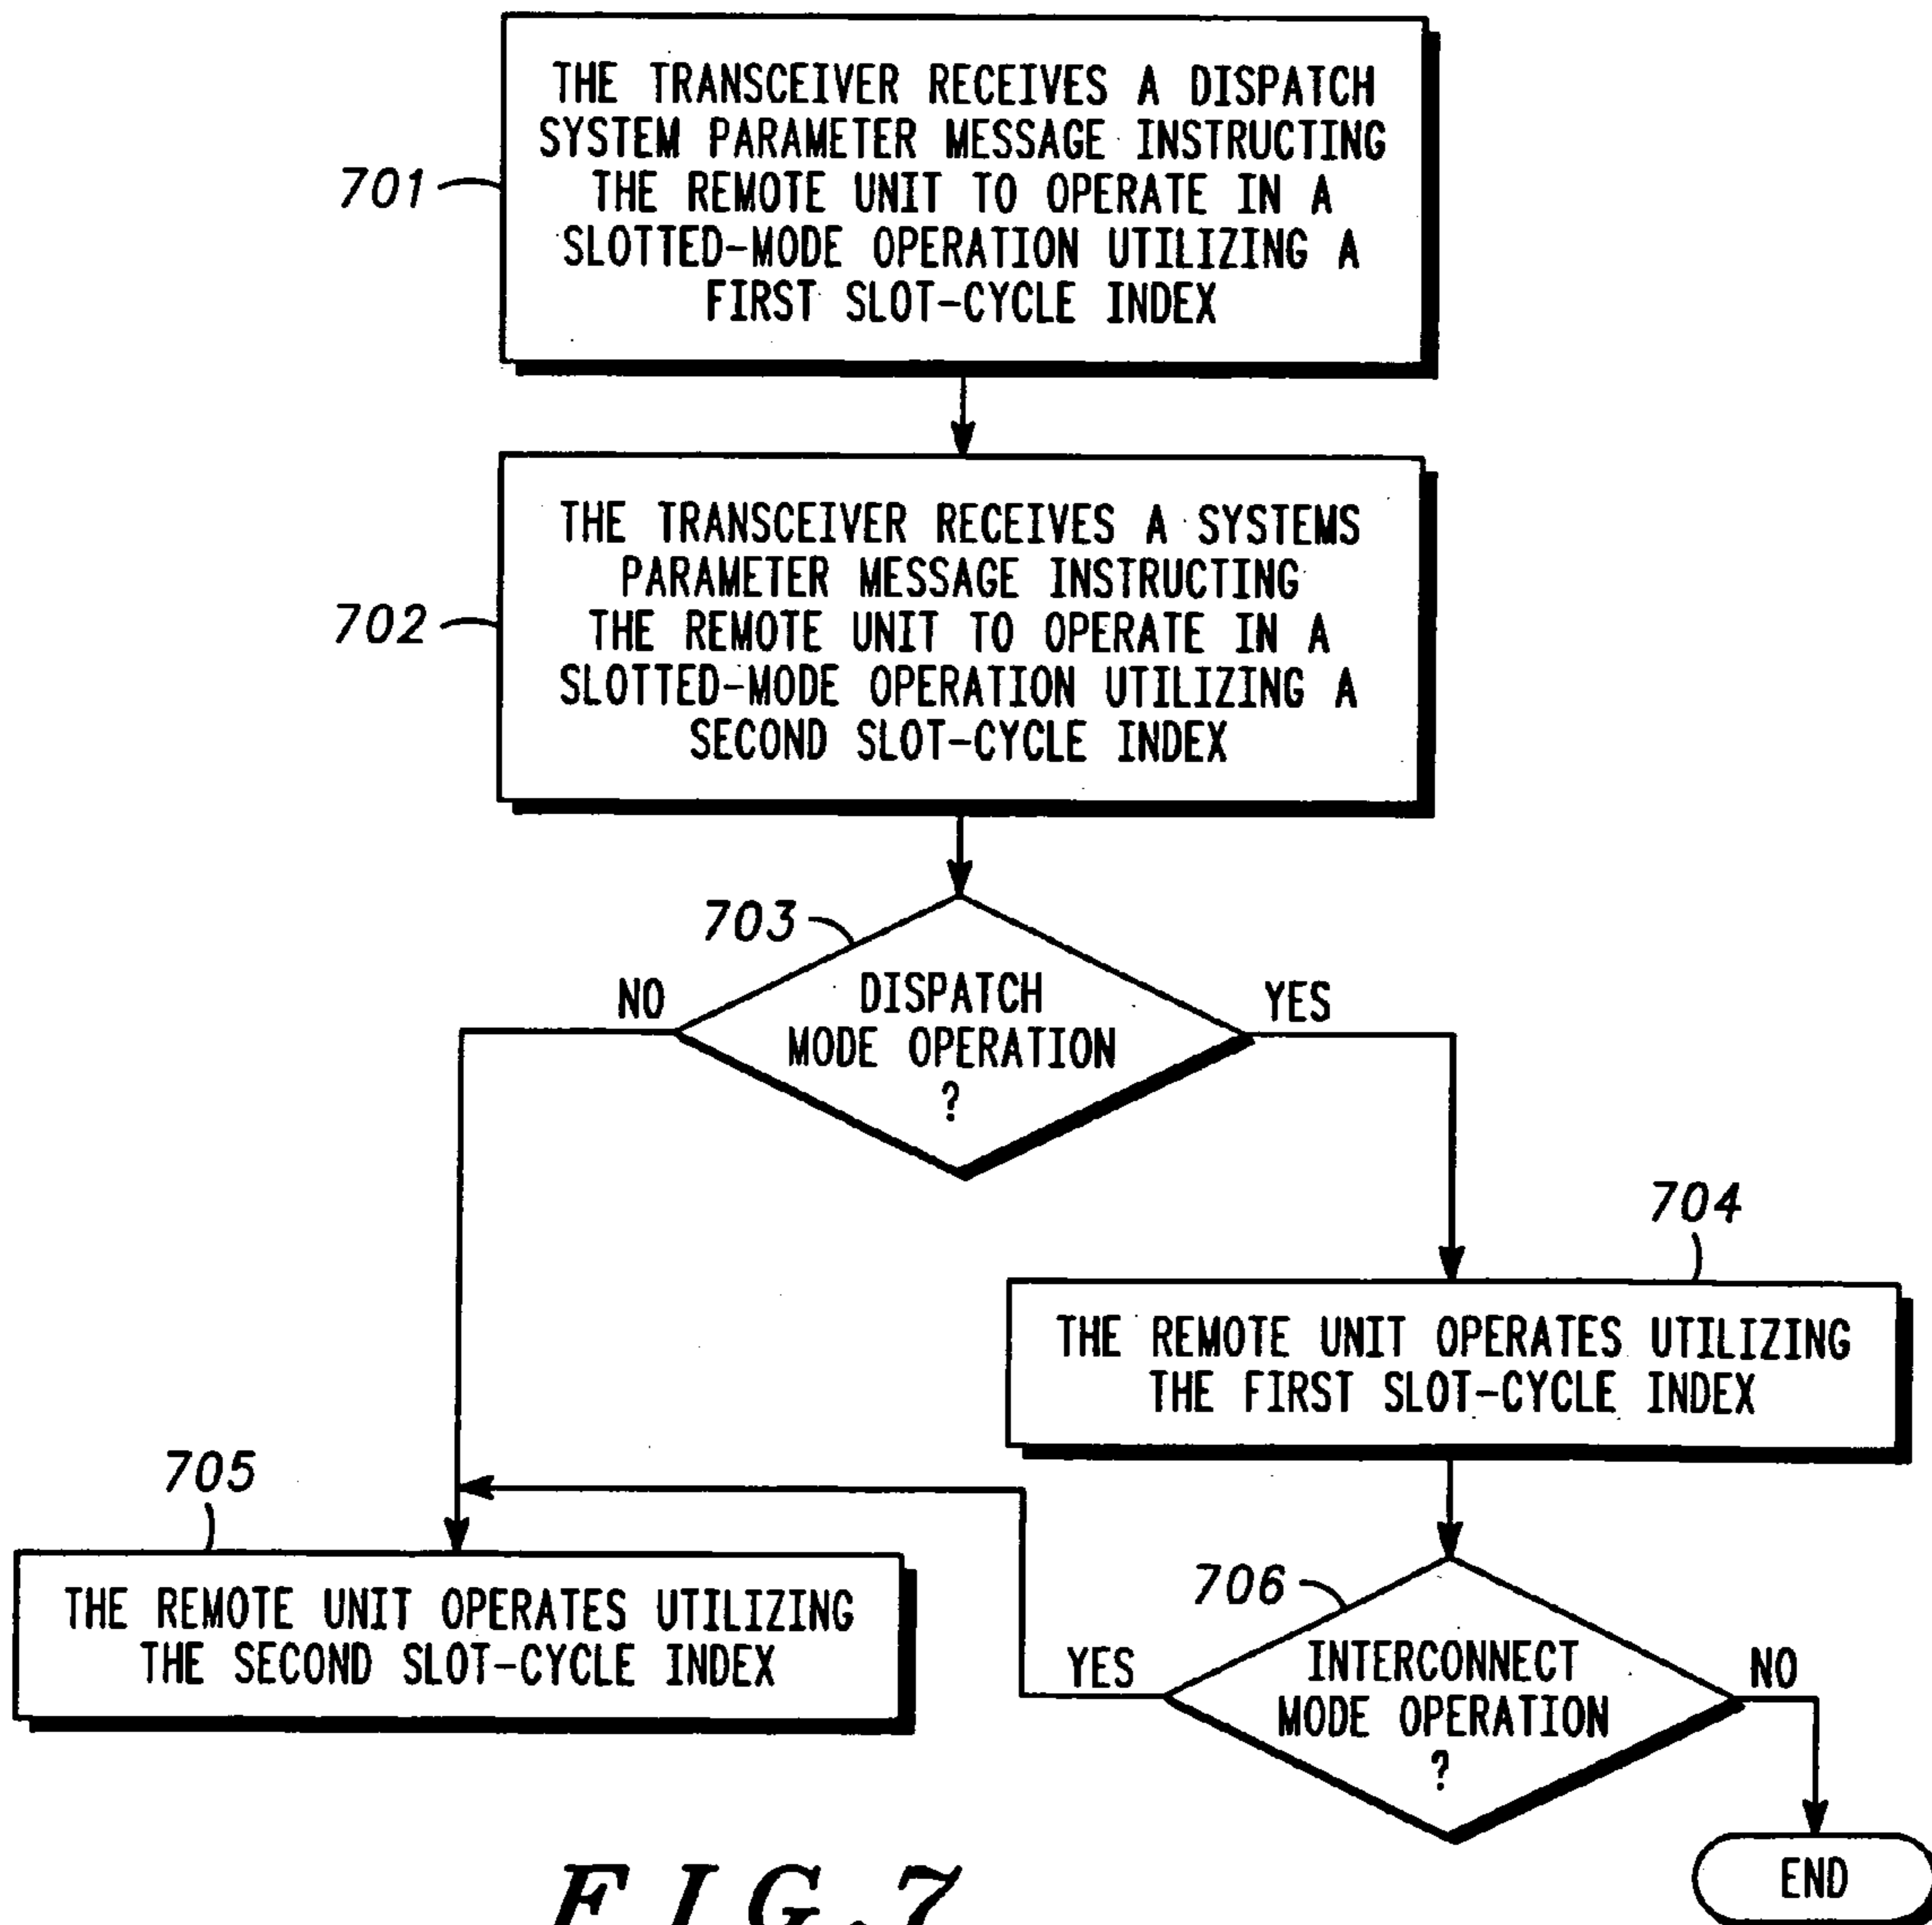 THE TRANSCEIVER RECEIVES A DISPATCH
SYSTEM PARAMETER MESSAGE INSTRUCTING
THE REMOTE UNIT TO OPERATE IN A
SLOTTED-MODE OPERATION UTILIZING A
FIRST SLOT-CYCLE INDEX
701
THE TRANSCEIVER RECEIVES A SYSTEMS
PARAMETER MESSAGE INSTRUCTING
THE REMOTE UNIT TO OPERATE IN A
SLOTTED-MODE OPERATION UTILIZING A
SECOND SLOT-CYCLE INDEX
702
703
NO
DISPATCH
MODE OPERATION
?
YES
704
THE REMOTE UNIT OPERATES UTILIZING
THE FIRST SLOT-CYCLE INDEX
705
THE REMOTE UNIT OPERATES UTILIZING
THE SECOND SLOT-CYCLE INDEX
706
YES
INTERCONNECT
MODE OPERATION
?
NO
END
FIG.7